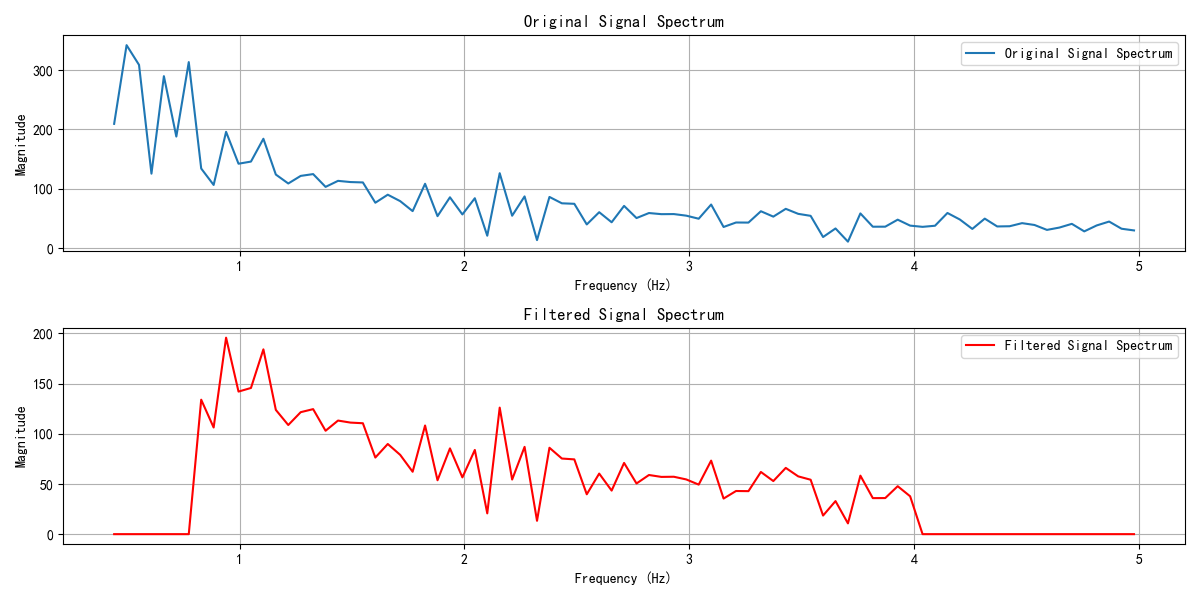 Original Signal Spectrum
Original Signal Spectrum
300
200
100
0
Magnitude
1 2 3 4 5
Frequency (Hz)
Filtered Signal Spectrum
Filtered Signal Spectrum
200
150
100
50
0
Magnitude
1 2 3 4 5
Frequency (Hz)